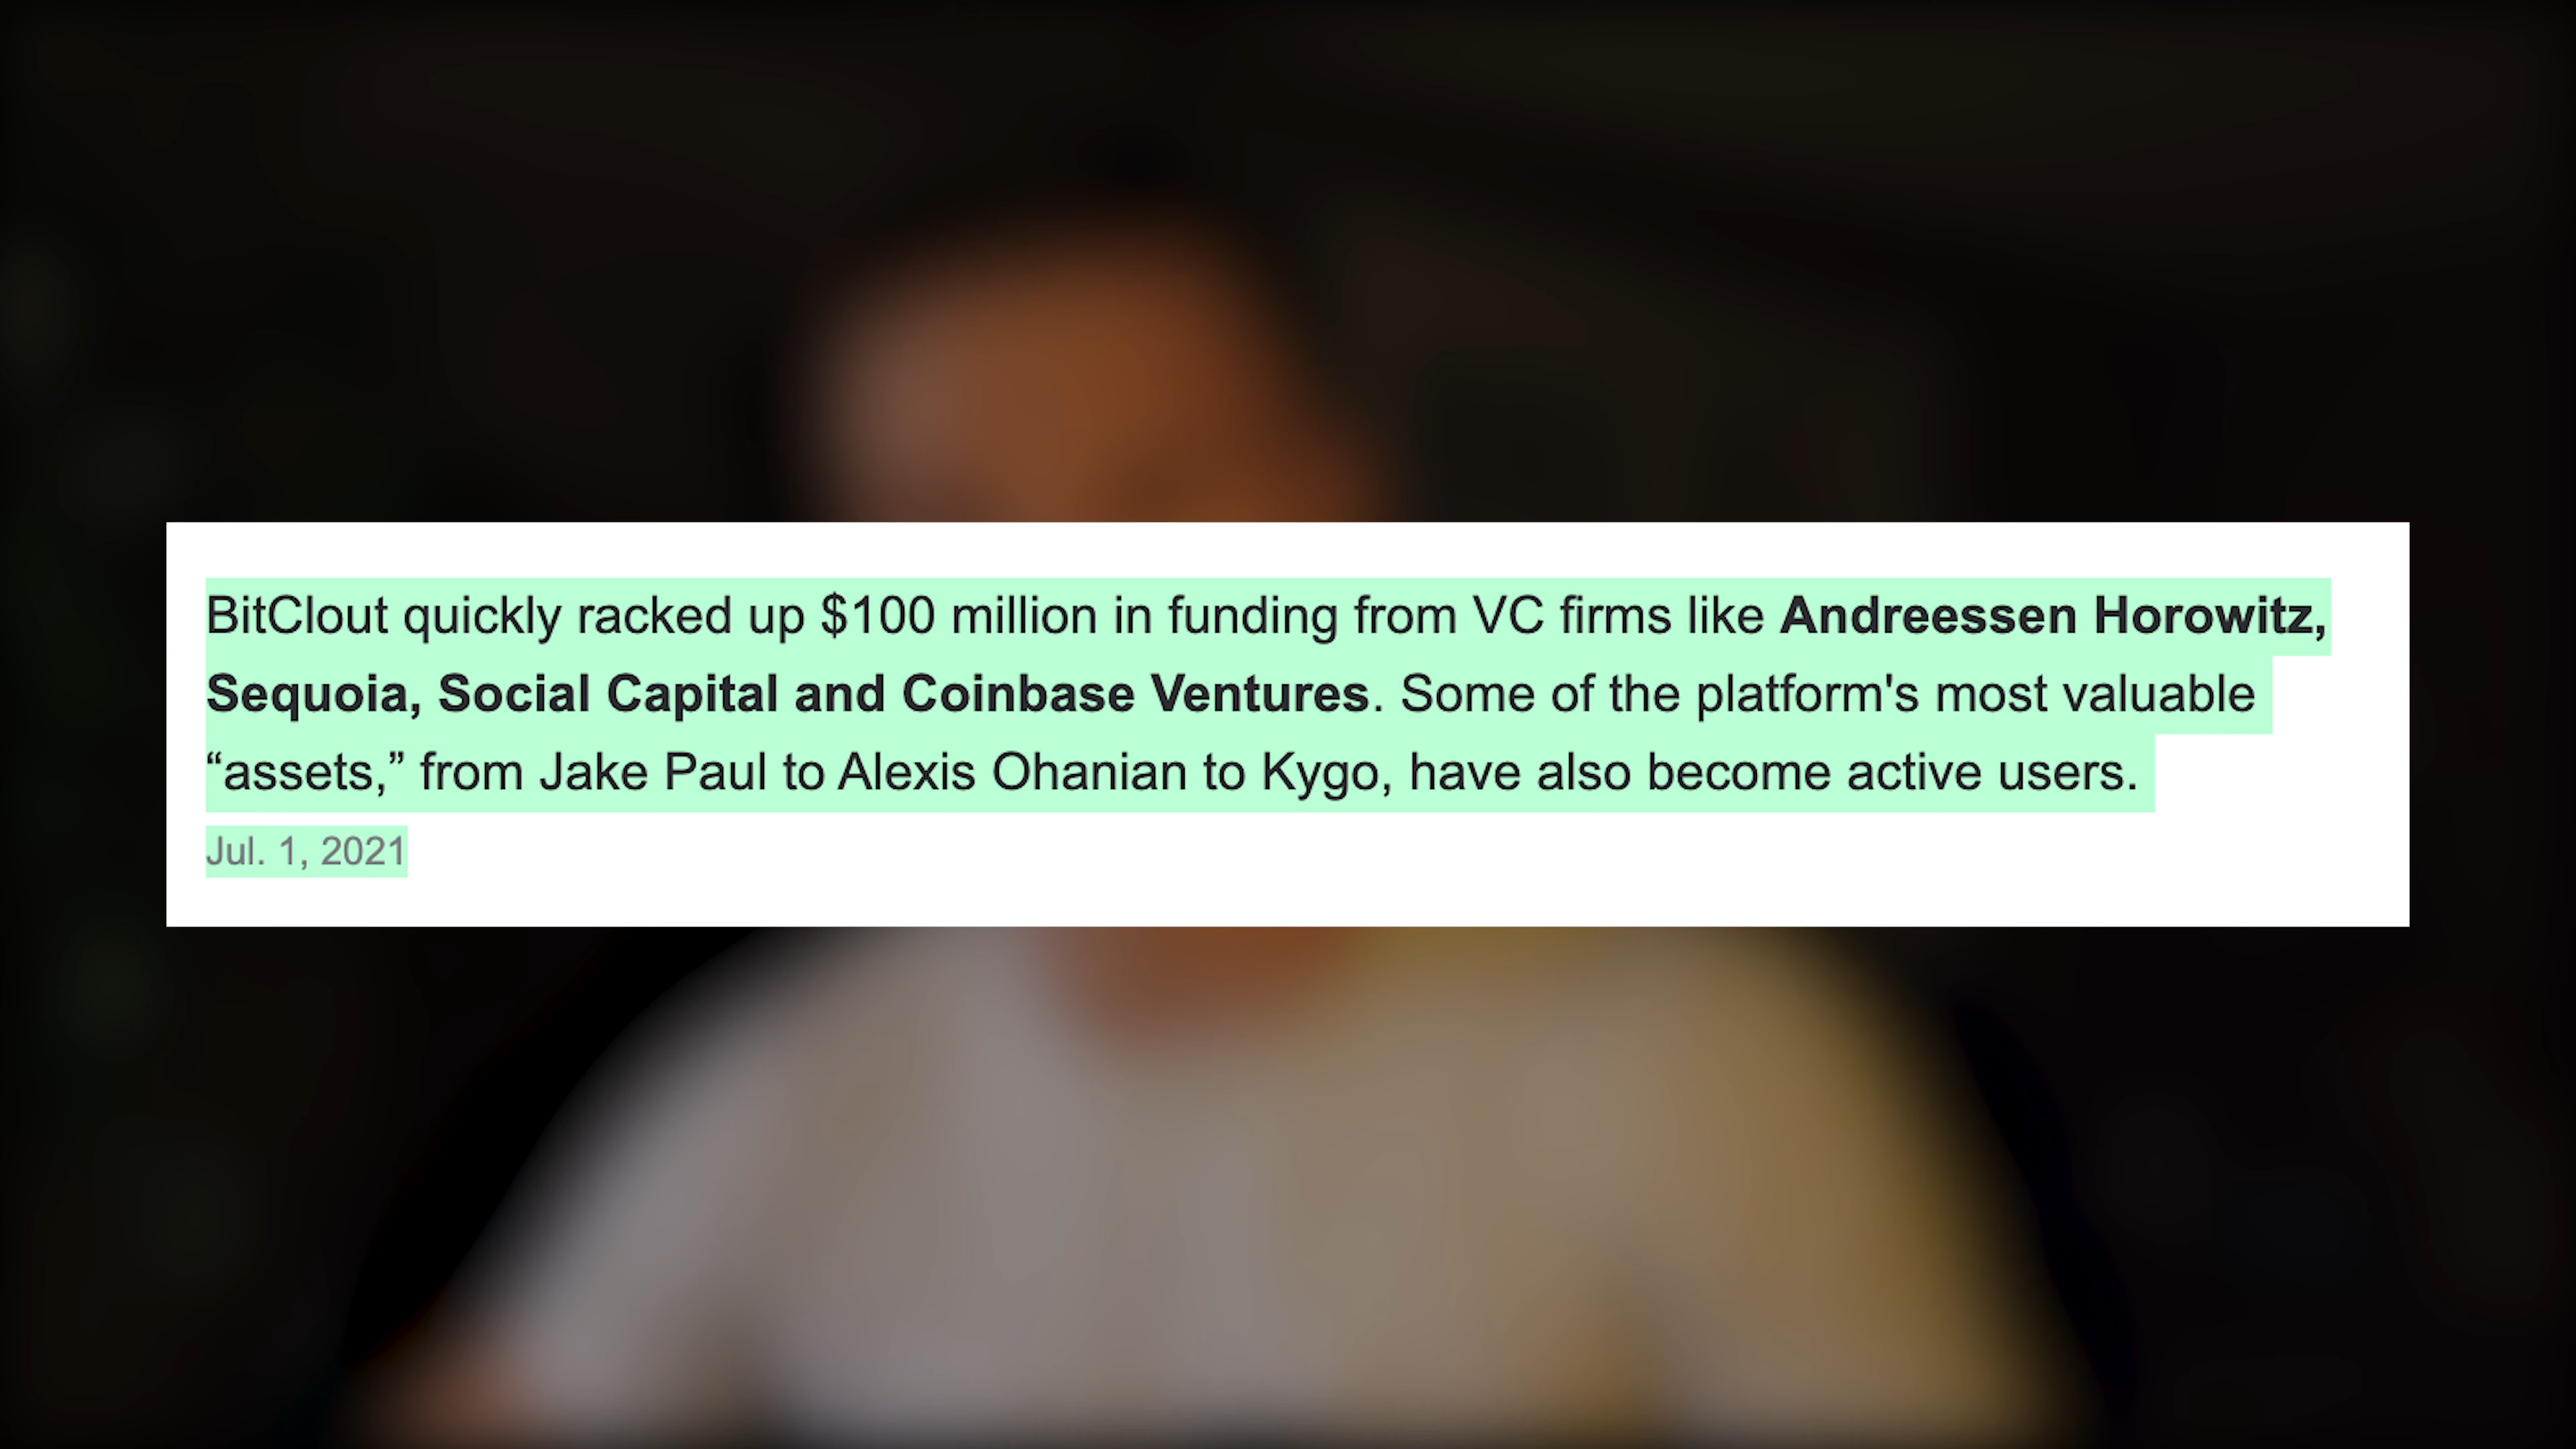 BitClout quickly racked up $100 million in funding from VC firms like Andreessen Horowitz,
Sequoia, Social Capital and Coinbase Ventures. Some of the platform's most valuable
“assets,” from Jake Paul to Alexis Ohanian to Kygo, have also become active users.
Jul. 1, 2021